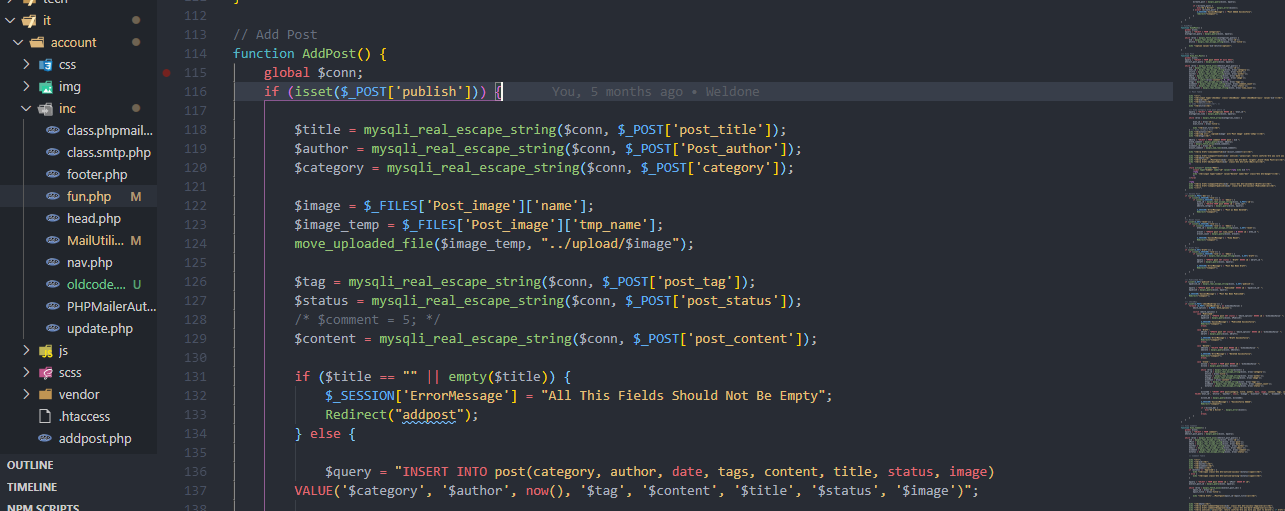 tech
it
account
css
img
inc
class.phpmail...
class.smtp.php
footer.php
fun.php M
head.php
MailUtili... M
nav.php
oldcode.... U
PHPMailerAut...
update.php
js
scss
vendor
.htaccess
addpost.php
OUTLINE
TIMELINE
NPM SCRIPTS
112
113 // Add Post
114 function AddPost() {
115 global $conn;
116 if (isset($_POST['publish'])) { You, 5 months ago • Weldone
118 $title = mysqli_real_escape_string($conn, $_POST['post_title']);
119 $author = mysqli_real_escape_string($conn, $_POST['Post_author']);
120 $category = mysqli_real_escape_string($conn, $_POST['category']);
121
122 $image = $_FILES['Post_image']['name'];
123 $image_temp = $_FILES['Post_image']['tmp_name'];
124 move_uploaded_file($image_temp, "../upload/$image");
126 $tag = mysqli_real_escape_string($conn, $_POST['post_tag']);
127 $status = mysqli_real_escape_string($conn, $_POST['post_status']);
128 /* $comment = 5; */
129 $content = mysqli_real_escape_string($conn, $_POST['post_content']);
130
131 if ($title == "" || empty($title)) {
132 $_SESSION['ErrorMessage'] = "All This Fields Should Not Be Empty";
133 Redirect("addpost");
134 } else {
135
136 $query = "INSERT INTO post(category, author, date, tags, content, title, status, image)
137 VALUE('$category', '$author', now(), '$tag', '$content', '$title', '$status', '$image')";
138